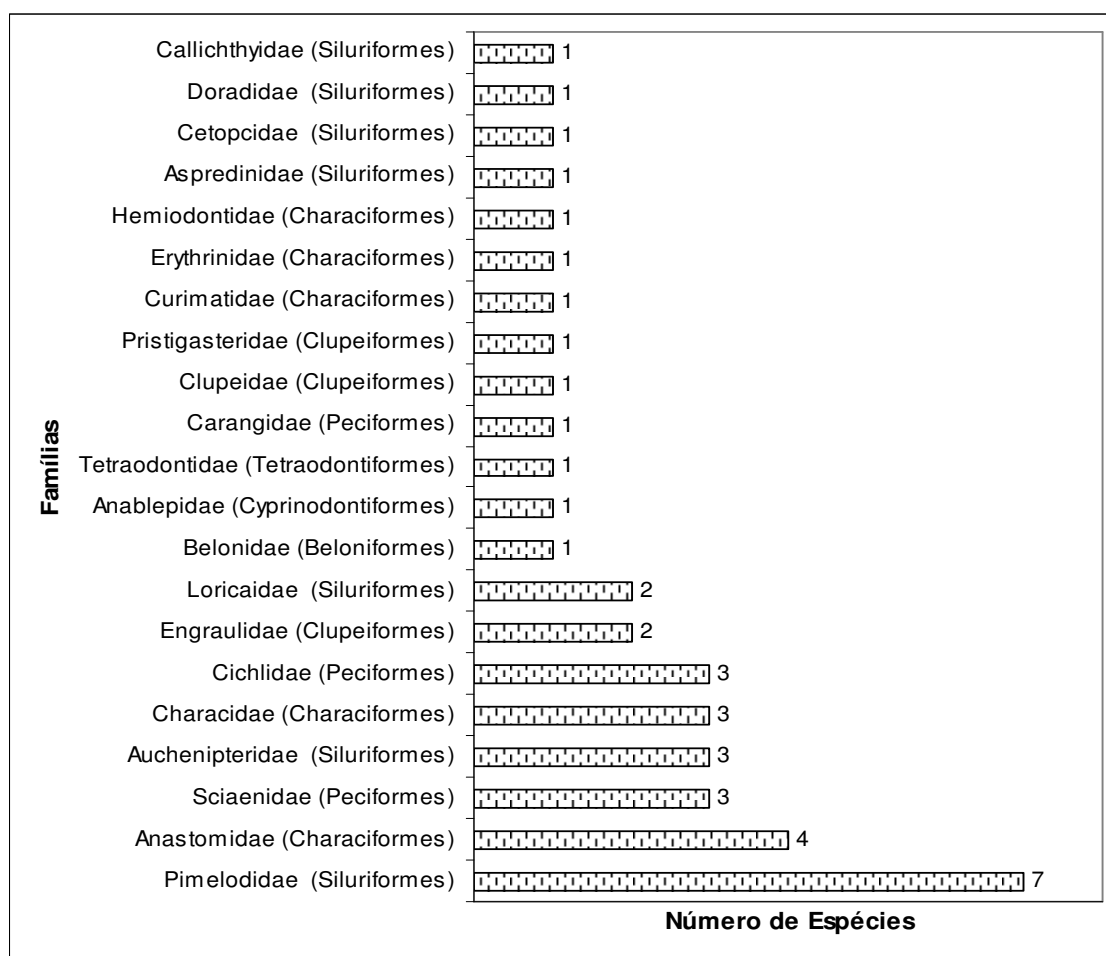 Callichthyidae (Siluriformes) 1
Doradidae (Siluriformes) 1
Cetopcidae (Siluriformes) 1
Aspredinidae (Siluriformes) 1
Hemiodontidae (Characiformes) 1
Erythrinidae (Characiformes) 1
Curimatidae (Characiformes) 1
Pristigasteridae (Clupeiformes) 1
Clupeidae (Clupeiformes) 1
Carangidae (Peciformes) 1
Tetraodontidae (Tetraodontiformes) 1
Anablepidae (Cyprinodontiformes) 1
Belonidae (Beloniformes) 1
Loricaidae (Siluriformes) 2
Engraulidae (Clupeiformes) 2
Cichlidae (Peciformes) 3
Characidae (Characiformes) 3
Auchenipteridae (Siluriformes) 3
Sciaenidae (Peciformes) 3
Anastomidae (Characiformes) 4
Pimelodidae (Siluriformes) 7
Famílias
Número de Espécies